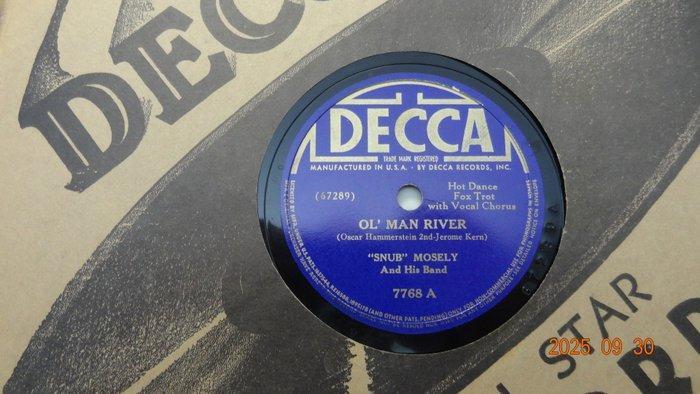 DECC
DECCA
TRADE MARK REGISTERED
MANUFACTURED IN U.S.A. · BY DECCA RECORDS, INC.
(67289)
Hot Dance
Fox Trot
with Vocal Chorus
OL' MAN RIVER
(Oscar Hammerstein 2nd-Jerome Kern)
"SNUB" MOSELY
And His Band
7768 A
STAR
2025 09 30